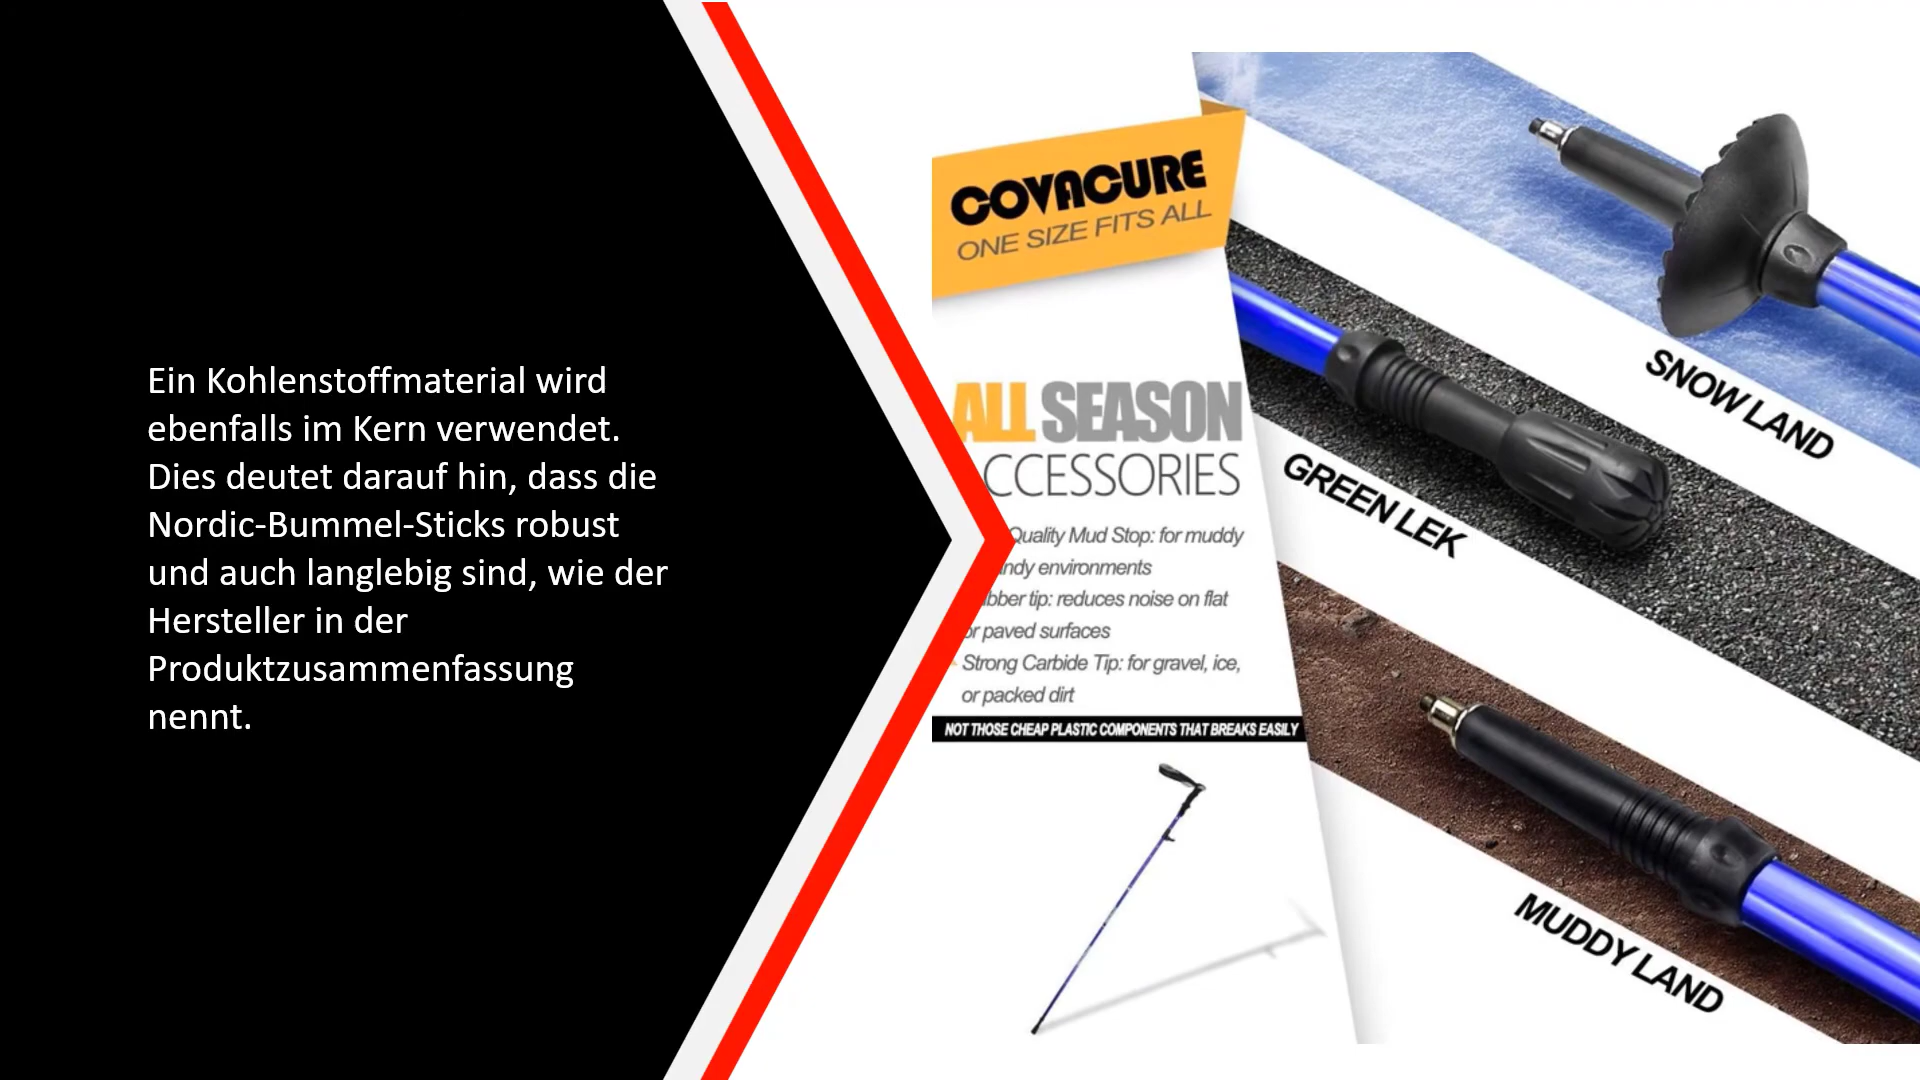 Ein Kohlenstoffmaterial wird
ebenfalls im Kern verwendet.
Dies deutet darauf hin, dass die
Nordic-Bummel-Sticks robust
und auch langlebig sind, wie der
Hersteller in der
Produktzusammenfassung
nennt.
COVACURE
ONE SIZE FITS ALL
ALL SEASON
CCESSORIES
Quality Mud Stop: for muddy
ndy environments
bber tip: reduces noise on flat
or paved surfaces
Strong Carbide Tip: for gravel, ice,
or packed dirt
NOT THOSE CHEAP PLASTIC COMPONENTS THAT BREAKS EASILY
SNOW LAND
GREEN LEK
MUDDY LAND